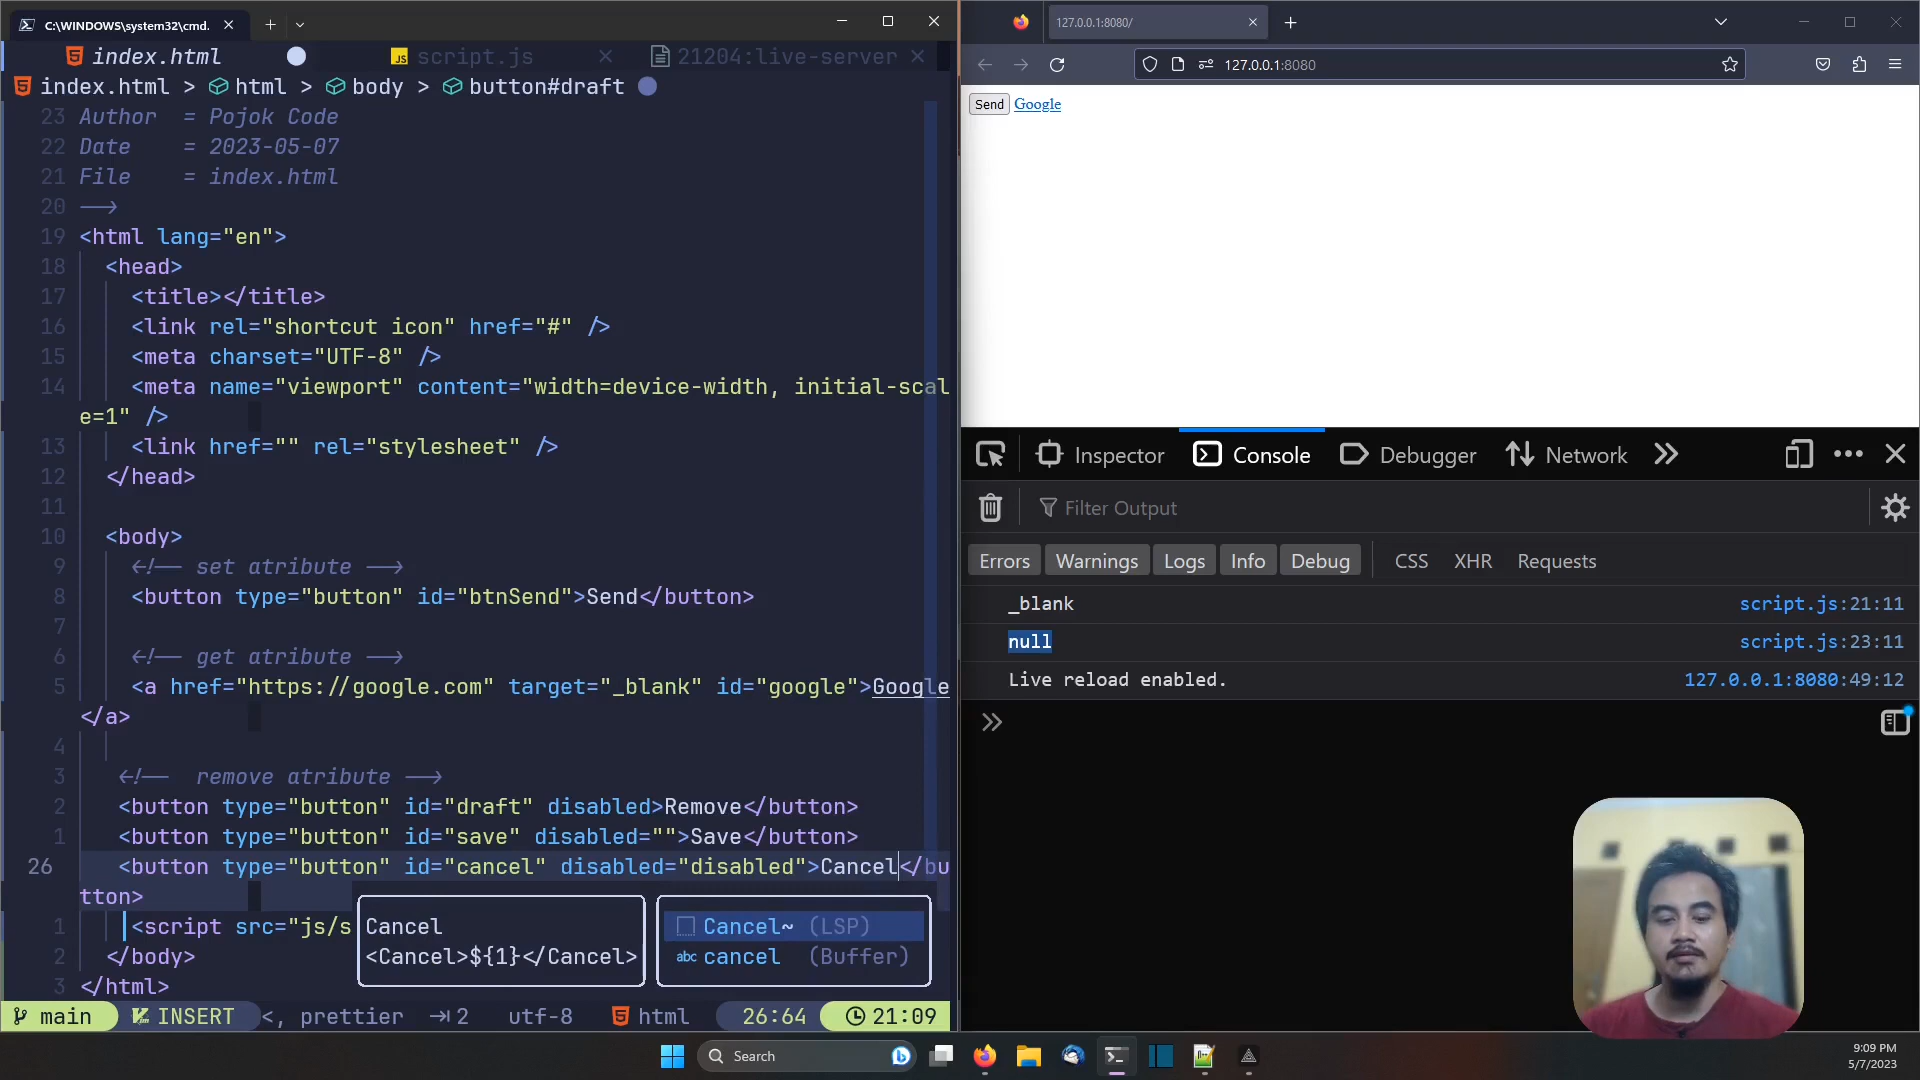 C:\WINDOWS\system32\cmd.
index.html
script.js
21204:live-server
index.html > html > body > button#draft
23 Author = Pojok Code
22 Date = 2023-05-07
21 File = index.html
20 -->
19 <html lang="en">
18 <head>
17 <title></title>
16 <link rel="shortcut icon" href="#" />
15 <meta charset="UTF-8" />
14 <meta name="viewport" content="width=device-width, initial-scal
e=1" />
13 <link href="" rel="stylesheet" />
12 </head>
11
10 <body>
9 <!-- set atribute -->
8 <button type="button" id="btnSend">Send</button>
7
6 <!-- get atribute -->
5 <a href="https://google.com" target="_blank" id="google">Google
</a>
4
3 <!-- remove atribute -->
2 <button type="button" id="draft" disabled>Remove</button>
1 <button type="button" id="save" disabled="">Save</button>
26 <button type="button" id="cancel" disabled="disabled">Cancel</bu
tton>
1 <script src="js/s
2 </body>
3 </html>
Cancel
<Cancel>${1}</Cancel>
Cancel~ (LSP)
abc cancel (Buffer)
main INSERT <, prettier 2 utf-8 html 26:64 21:09
127.0.0.1:8080/
127.0.0.1:8080
Send Google
Inspector Console Debugger Network
Filter Output
Errors Warnings Logs Info Debug CSS XHR Requests
_blank script.js:21:11
null script.js:23:11
Live reload enabled. 127.0.0.1:8080:49:12
Search
9:09 PM
5/7/2023